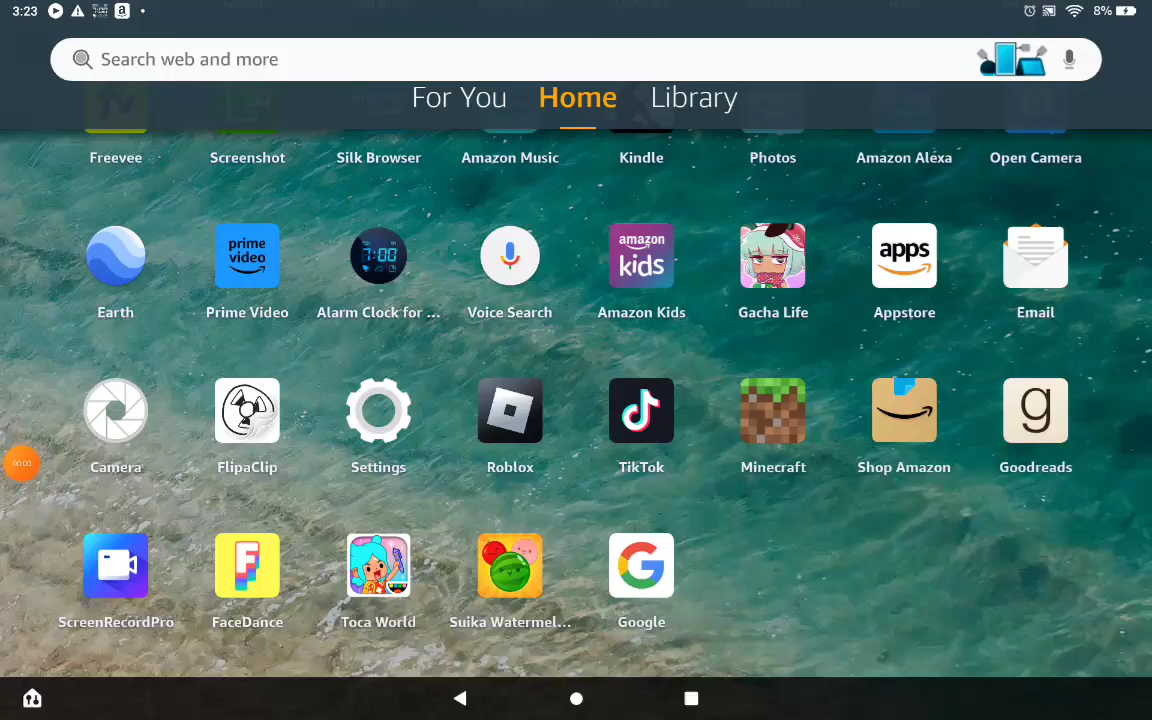 3:23
8%
Search web and more
For You Home Library
Freevee Screenshot Silk Browser Amazon Music Kindle Photos Amazon Alexa Open Camera
prime video
7:00
amazon kids
apps
Earth Prime Video Alarm Clock for ... Voice Search Amazon Kids Gacha Life Appstore Email
g
00:00
Camera FlipaClip Settings Roblox TikTok Minecraft Shop Amazon Goodreads
F
G
ScreenRecordPro FaceDance Toca World Suika Watermel... Google